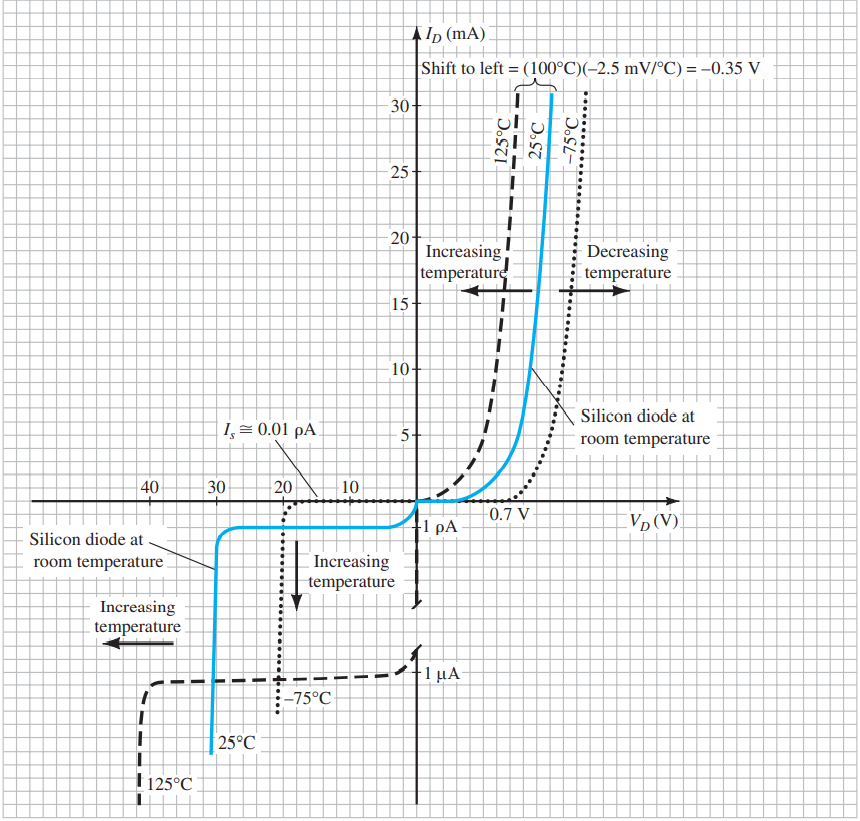 I_D (mA)
Shift to left = (100°C)(–2.5 mV/°C) = –0.35 V
30
125°C
25°C
–75°C
25
20
Increasing
temperature
Decreasing
temperature
15
10
Silicon diode at
room temperature
I_s ≅ 0.01 pA
5
40
30
20
10
0.7 V
V_D (V)
1 pA
Silicon diode at
room temperature
Increasing
temperature
Increasing
temperature
1 μA
–75°C
25°C
125°C